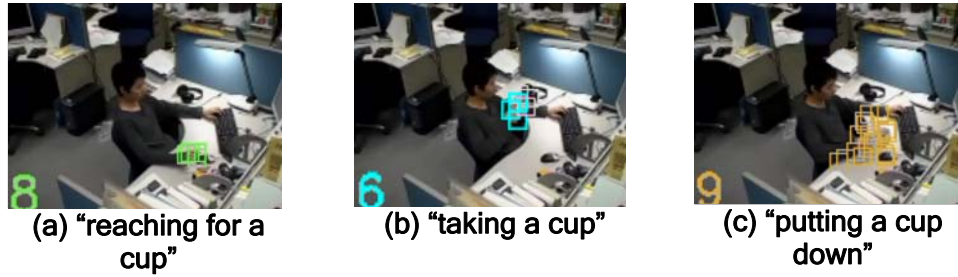 8
6
9
(a) “reaching for a
cup”
(b) “taking a cup”
(c) “putting a cup
down”